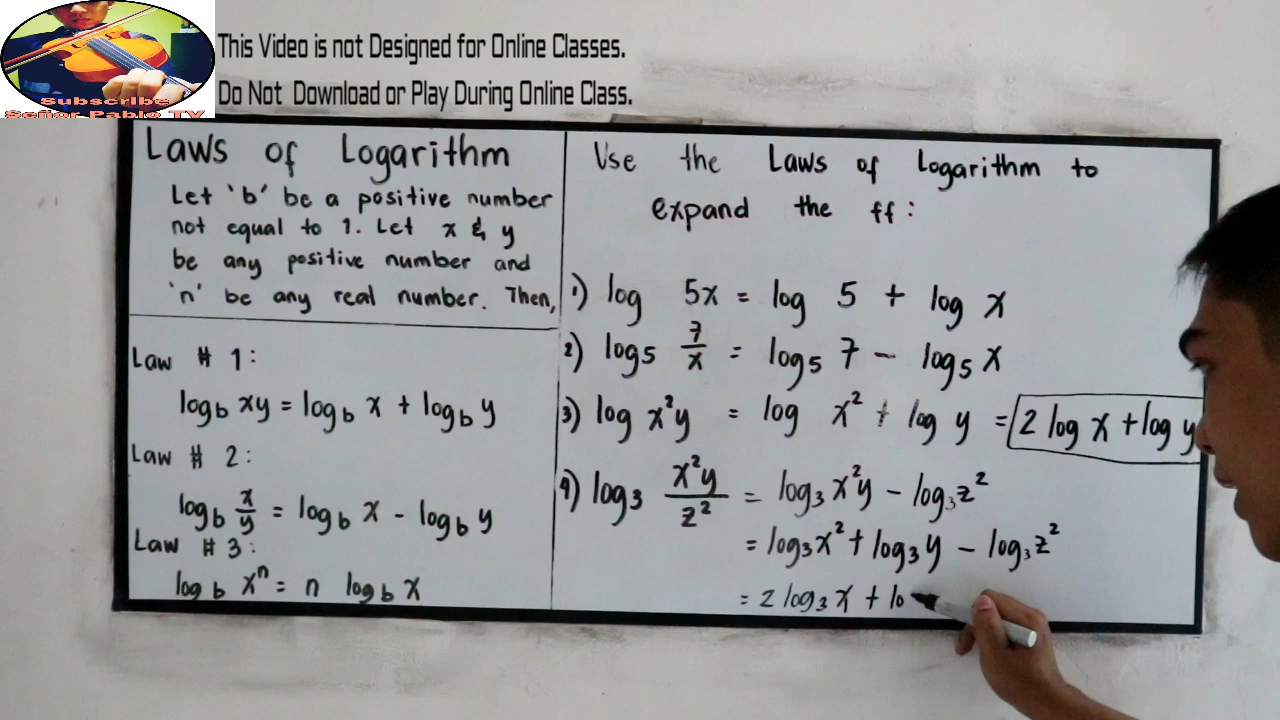 This Video is not Designed for Online Classes.
Do Not Download or Play During Online Class.
Subscribe
Señor Pablo TV
Laws of Logarithm
Let 'b' be a positive number
not equal to 1. Let x & y
be any positive number and
'n' be any real number. Then,
Law # 1:
log_b xy = log_b x + log_b y
Law # 2:
log_b x/y = log_b x - log_b y
Law # 3:
log_b xⁿ = n log_b x
Use the Laws of Logarithm to
expand the ff:
1) log 5x = log 5 + log x
2) log₅ 7/x = log₅ 7 - log₅ x
3) log x²y = log x² + log y = 2 log x + log y
4) log₃ x²y/z² = log₃ x²y - log₃ z²
= log₃ x² + log₃ y - log₃ z²
= 2 log₃ x + lo